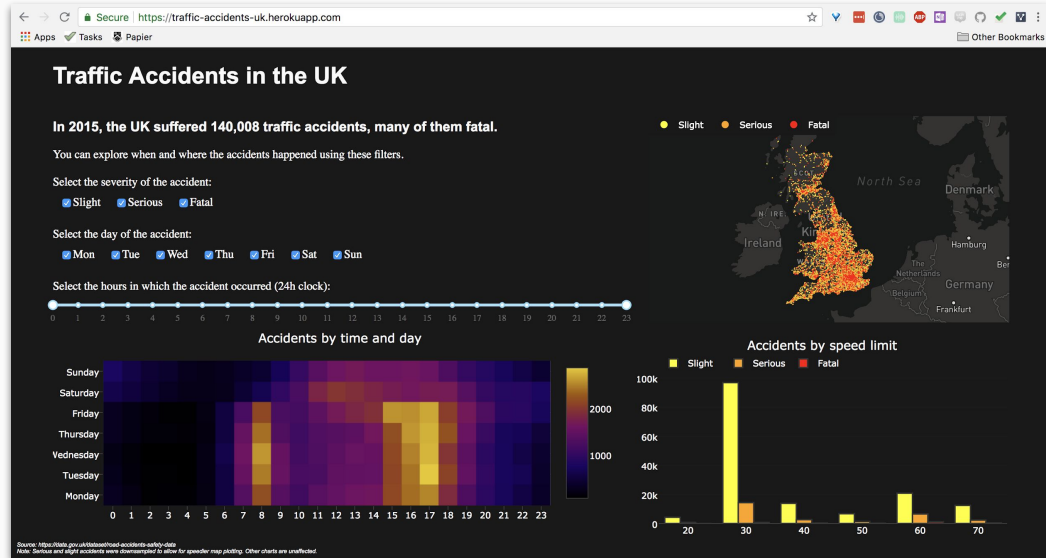 Secure https://traffic-accidents-uk.herokuapp.com
Apps Tasks Papier Other Bookmarks
Traffic Accidents in the UK
In 2015, the UK suffered 140,008 traffic accidents, many of them fatal.
You can explore when and where the accidents happened using these filters.
Select the severity of the accident:
Slight Serious Fatal
Select the day of the accident:
Mon Tue Wed Thu Fri Sat Sun
Select the hours in which the accident occurred (24h clock):
0 1 2 3 4 5 6 7 8 9 10 11 12 13 14 15 16 17 18 19 20 21 22 23
Slight Serious Fatal
North Sea
Denmark
Ireland
Hamburg
The
Netherlands
Belgium
Germany
Frankfurt
Accidents by time and day
Sunday
Saturday
Friday
Thursday
Wednesday
Tuesday
Monday
0 1 2 3 4 5 6 7 8 9 10 11 12 13 14 15 16 17 18 19 20 21 22 23
2000
1000
Accidents by speed limit
Slight Serious Fatal
100k
80k
60k
40k
20k
0
20 30 40 50 60 70
Source: https://data.gov.uk/dataset/road-accidents-safety-data
Note: Serious and slight accidents were downsampled to allow for speedier map plotting. Other charts are unaffected.